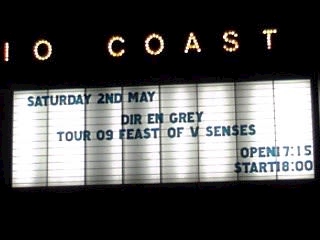 IO COAST
SATURDAY 2ND MAY
DIR EN GREY
TOUR 09 FEAST OF V SENSES
OPEN17:15
START18:00